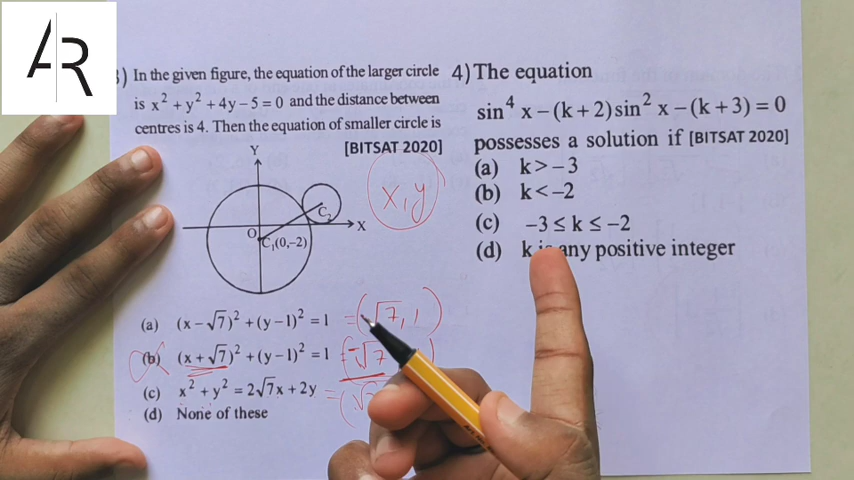 AR
3) In the given figure, the equation of the larger circle
is x² + y² + 4y – 5 = 0 and the distance between
centres is 4. Then the equation of smaller circle is
[BITSAT 2020]
Y
x, y
C₂
X
O
C₁(0,–2)
(a) (x – √7)² + (y – 1)² = 1 = (√7, 1)
(b) (x + √7)² + (y – 1)² = 1 (–√7
(c) x² + y² = 2√7x + 2y = (√
(d) None of these
4) The equation
sin⁴ x – (k + 2) sin² x – (k + 3) = 0
possesses a solution if [BITSAT 2020]
(a) k > – 3
(b) k < –2
(c) –3 ≤ k ≤ –2
(d) k is any positive integer